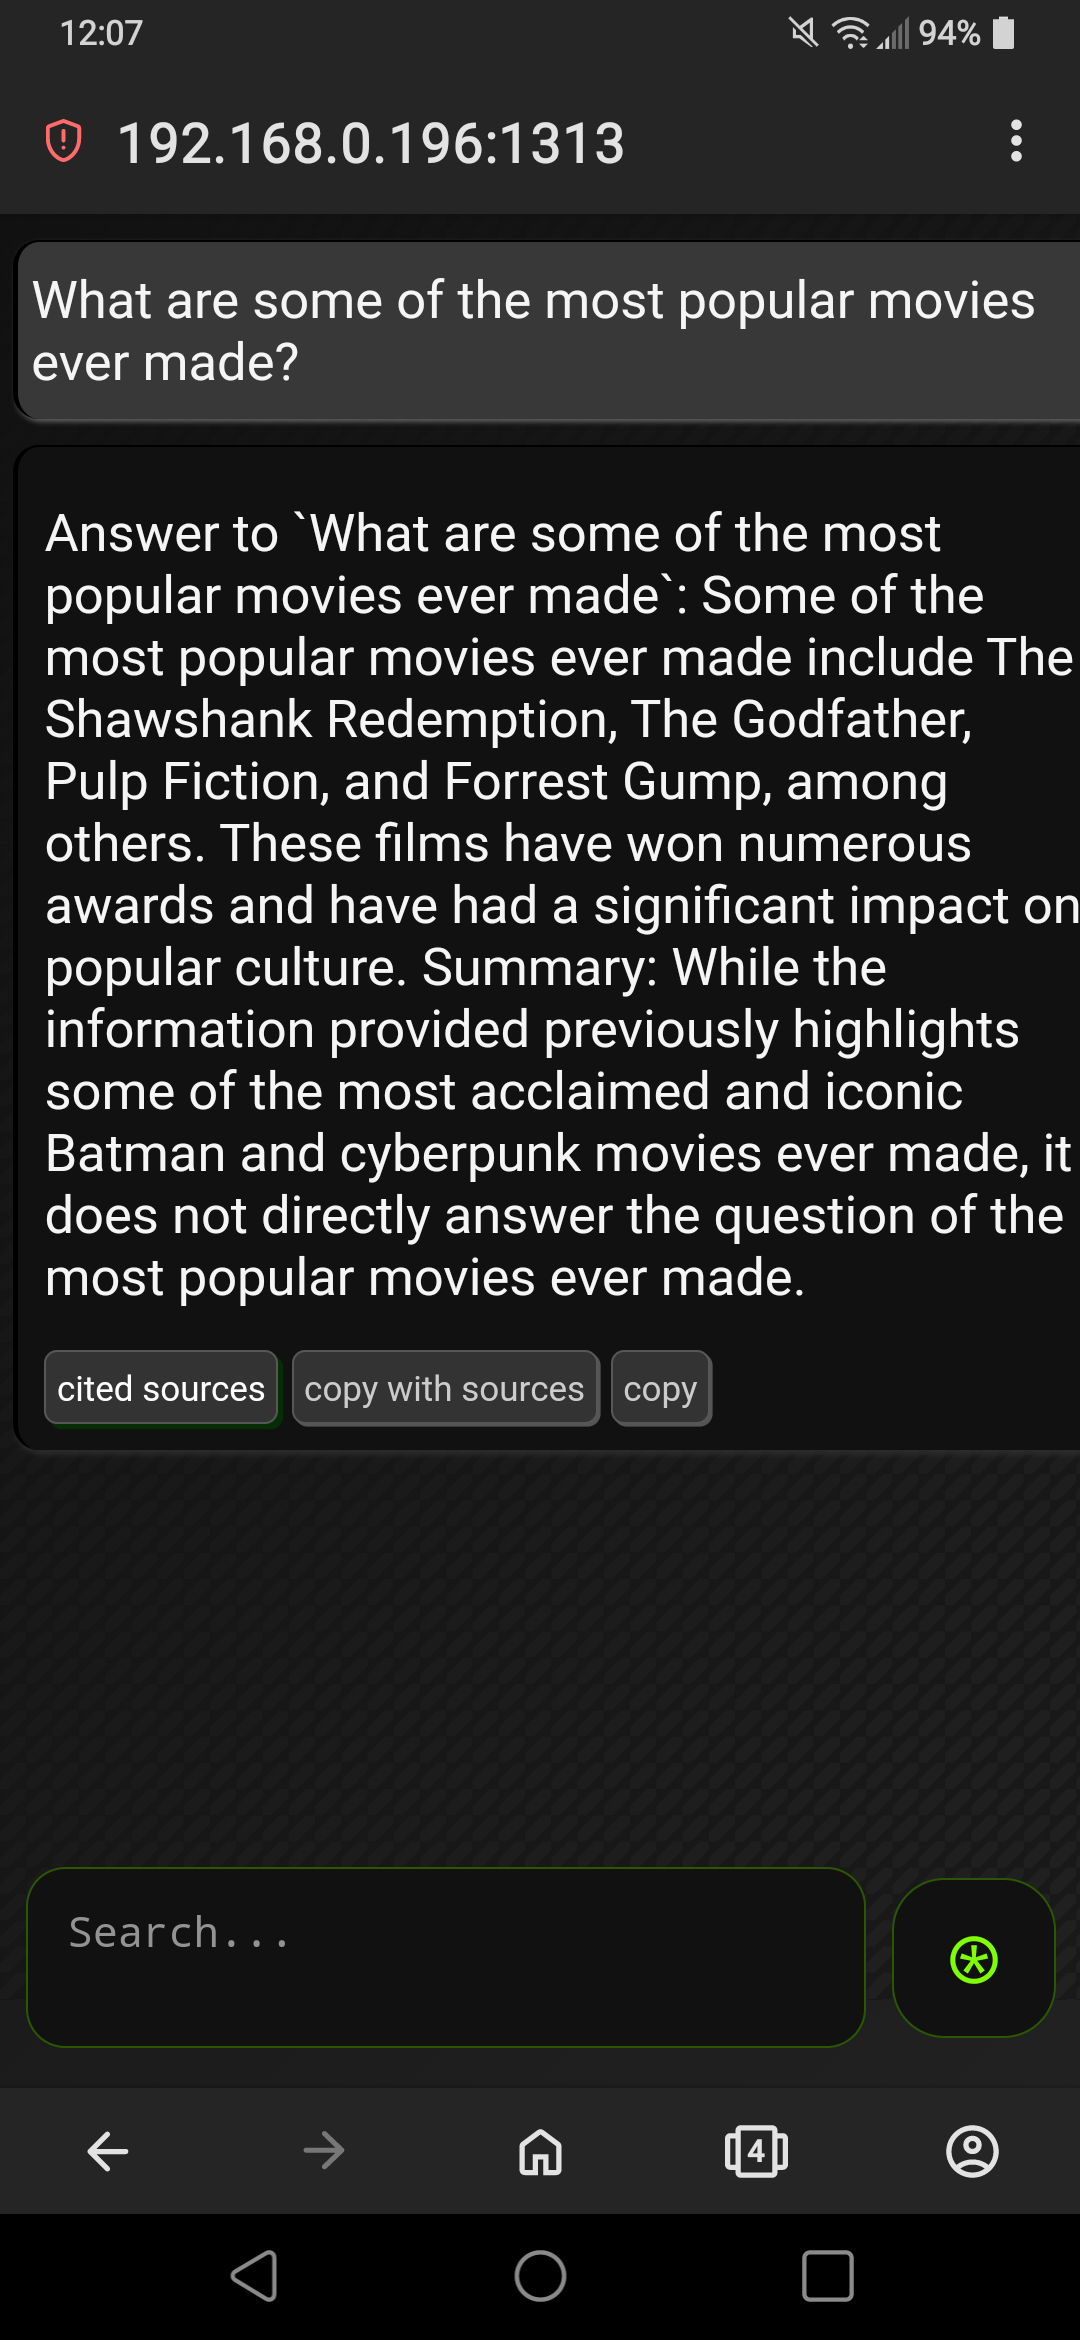 12:07
94%
192.168.0.196:1313
What are some of the most popular movies
ever made?
Answer to `What are some of the most
popular movies ever made`: Some of the
most popular movies ever made include The
Shawshank Redemption, The Godfather,
Pulp Fiction, and Forrest Gump, among
others. These films have won numerous
awards and have had a significant impact on
popular culture. Summary: While the
information provided previously highlights
some of the most acclaimed and iconic
Batman and cyberpunk movies ever made, it
does not directly answer the question of the
most popular movies ever made.
cited sources
copy with sources
copy
Search...
4